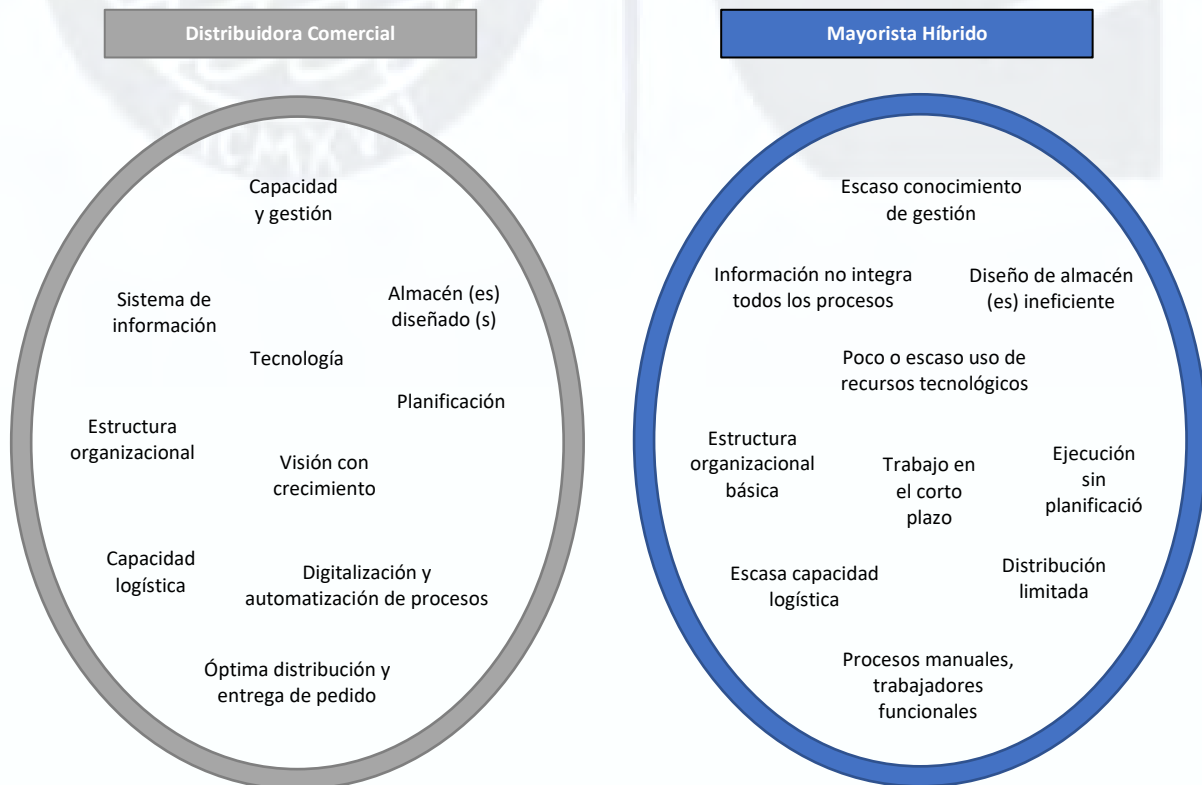 Distribuidora Comercial
Capacidad
y gestión
Sistema de
información
Almacén (es)
diseñado (s)
Tecnología
Planificación
Estructura
organizacional
Visión con
crecimiento
Capacidad
logística
Digitalización y
automatización de procesos
Óptima distribución y
entrega de pedido
Mayorista Híbrido
Escaso conocimiento
de gestión
Información no integra
todos los procesos
Diseño de almacén
(es) ineficiente
Poco o escaso uso de
recursos tecnológicos
Estructura
organizacional
básica
Trabajo en
el corto
plazo
Ejecución
sin
planificació
Escasa capacidad
logística
Distribución
limitada
Procesos manuales,
trabajadores
funcionales